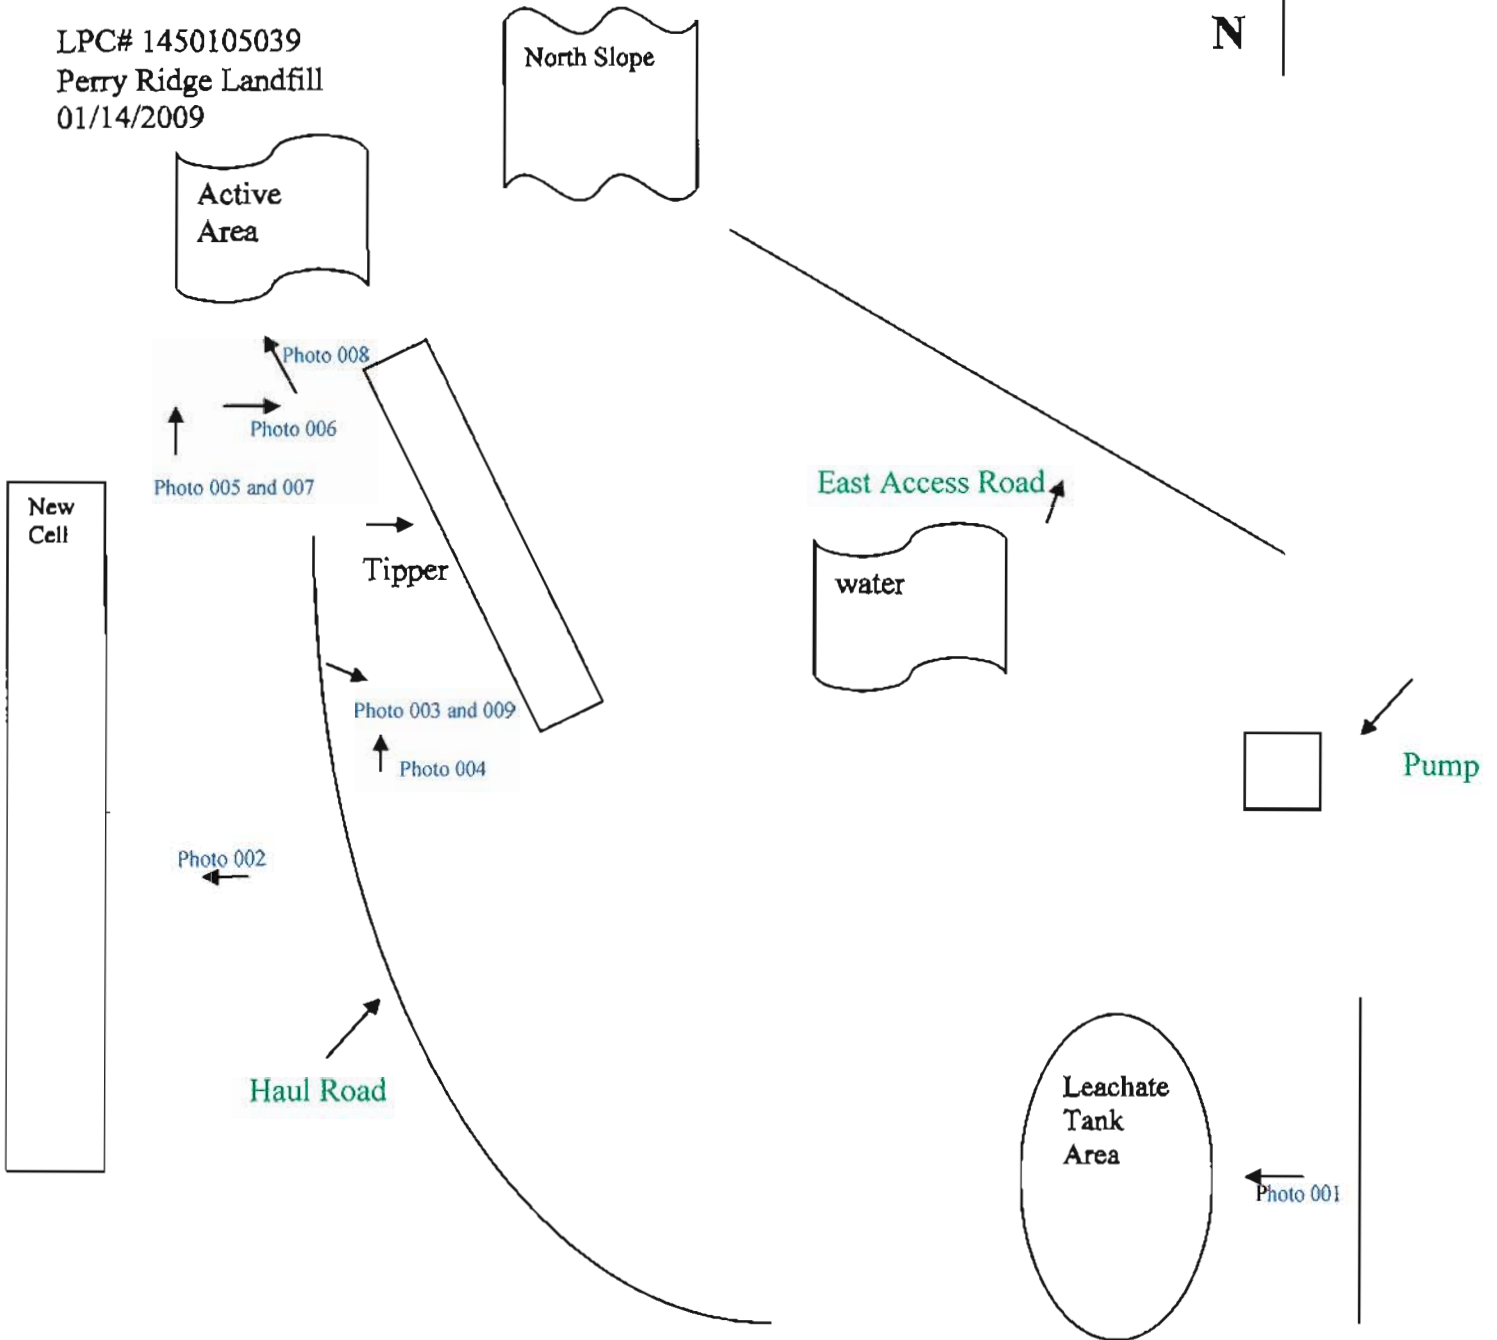 LPC# 1450105039
Perry Ridge Landfill
01/14/2009
N
North Slope
Active
Area
Photo 008
Photo 006
Photo 005 and 007
New
Cell
East Access Road
Tipper
water
Photo 003 and 009
Photo 004
Pump
Photo 002
Haul Road
Leachate
Tank
Area
Photo 001